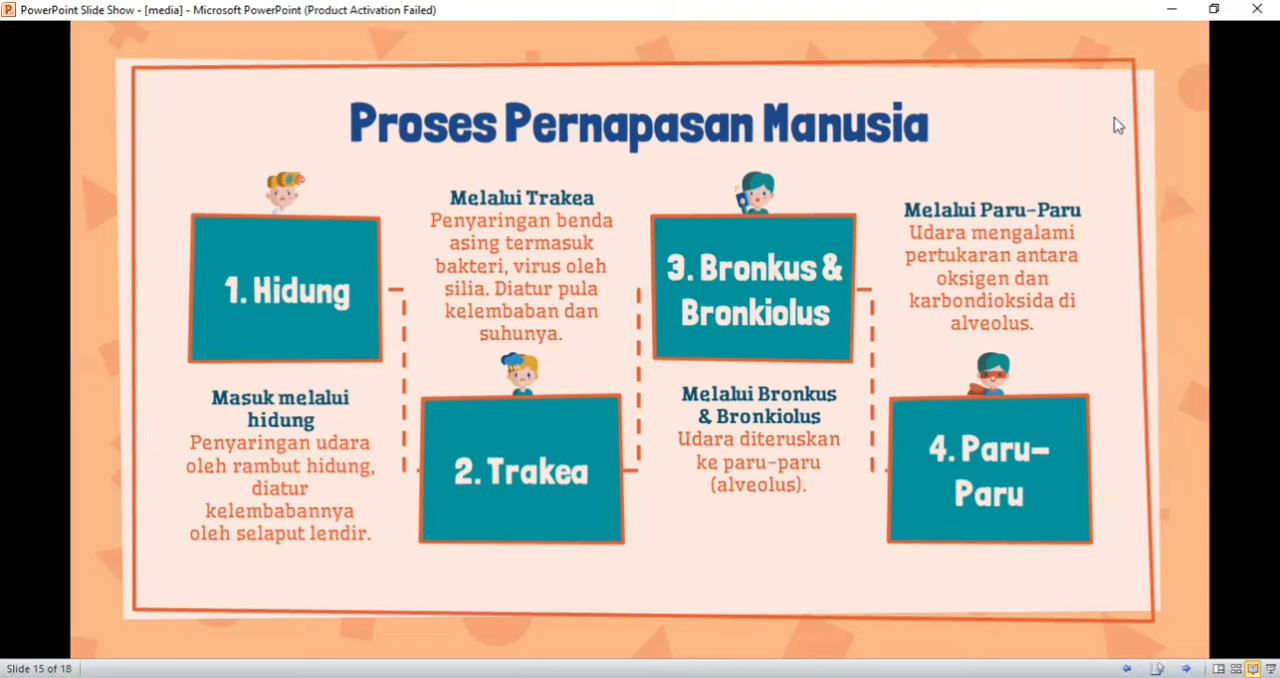 PowerPoint Slide Show - [media] - Microsoft PowerPoint (Product Activation Failed)
Proses Pernapasan Manusia
1. Hidung
Masuk melalui
hidung
Penyaringan udara
oleh rambut hidung,
diatur
kelembabannya
oleh selaput lendir.
Melalui Trakea
Penyaringan benda
asing termasuk
bakteri, virus oleh
silia. Diatur pula
kelembaban dan
suhunya.
2. Trakea
3. Bronkus &
Bronkiolus
Melalui Bronkus
& Bronkiolus
Udara diteruskan
ke paru-paru
(alveolus).
Melalui Paru-Paru
Udara mengalami
pertukaran antara
oksigen dan
karbondioksida di
alveolus.
4. Paru-
Paru
Slide 15 of 18